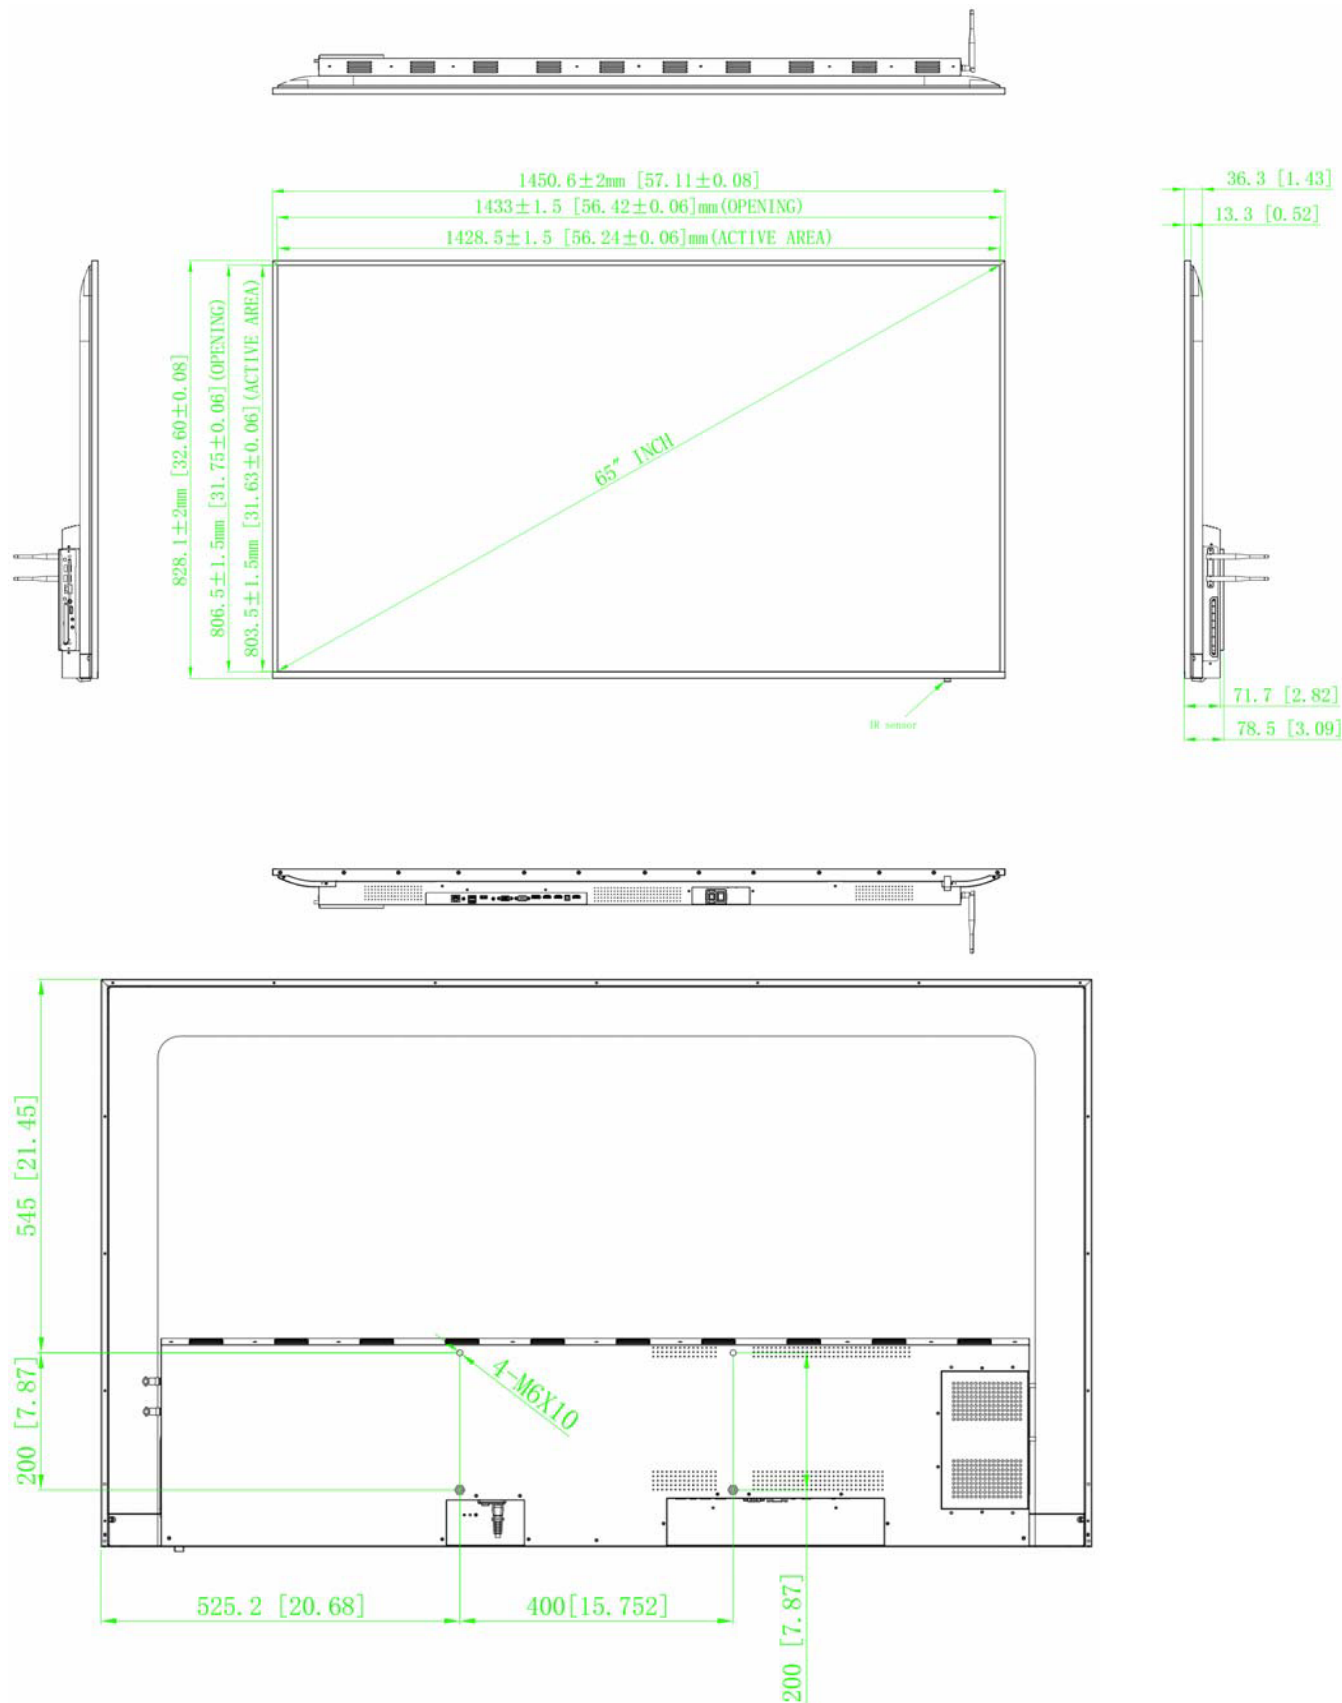 1450.6±2mm [57.11±0.08]
1433±1.5 [56.42±0.06]mm(OPENING)
1428.5±1.5 [56.24±0.06]mm(ACTIVE AREA)
36.3 [1.43]
13.3 [0.52]
828.1±2mm [32.60±0.08]
806.5±1.5mm [31.75±0.06](OPENING)
803.5±1.5mm [31.63±0.06](ACTIVE AREA)
65" INCH
IR sensor
71.7 [2.82]
78.5 [3.09]
545 [21.45]
200 [7.87]
4-M6X10
525.2 [20.68]
400[15.752]
200 [7.87]